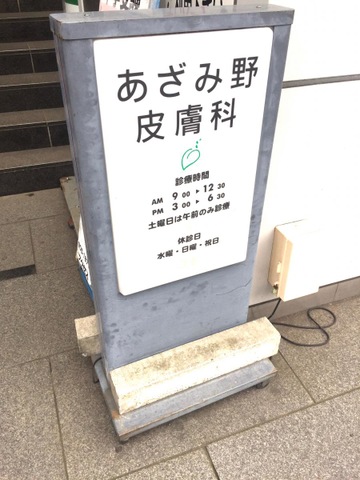 あざみ野
皮膚科
診療時間
AM 9 00 ▸ 12 30
PM 3 00 ▸ 6 30
土曜日は午前のみ診療
休診日
水曜・日曜・祝日